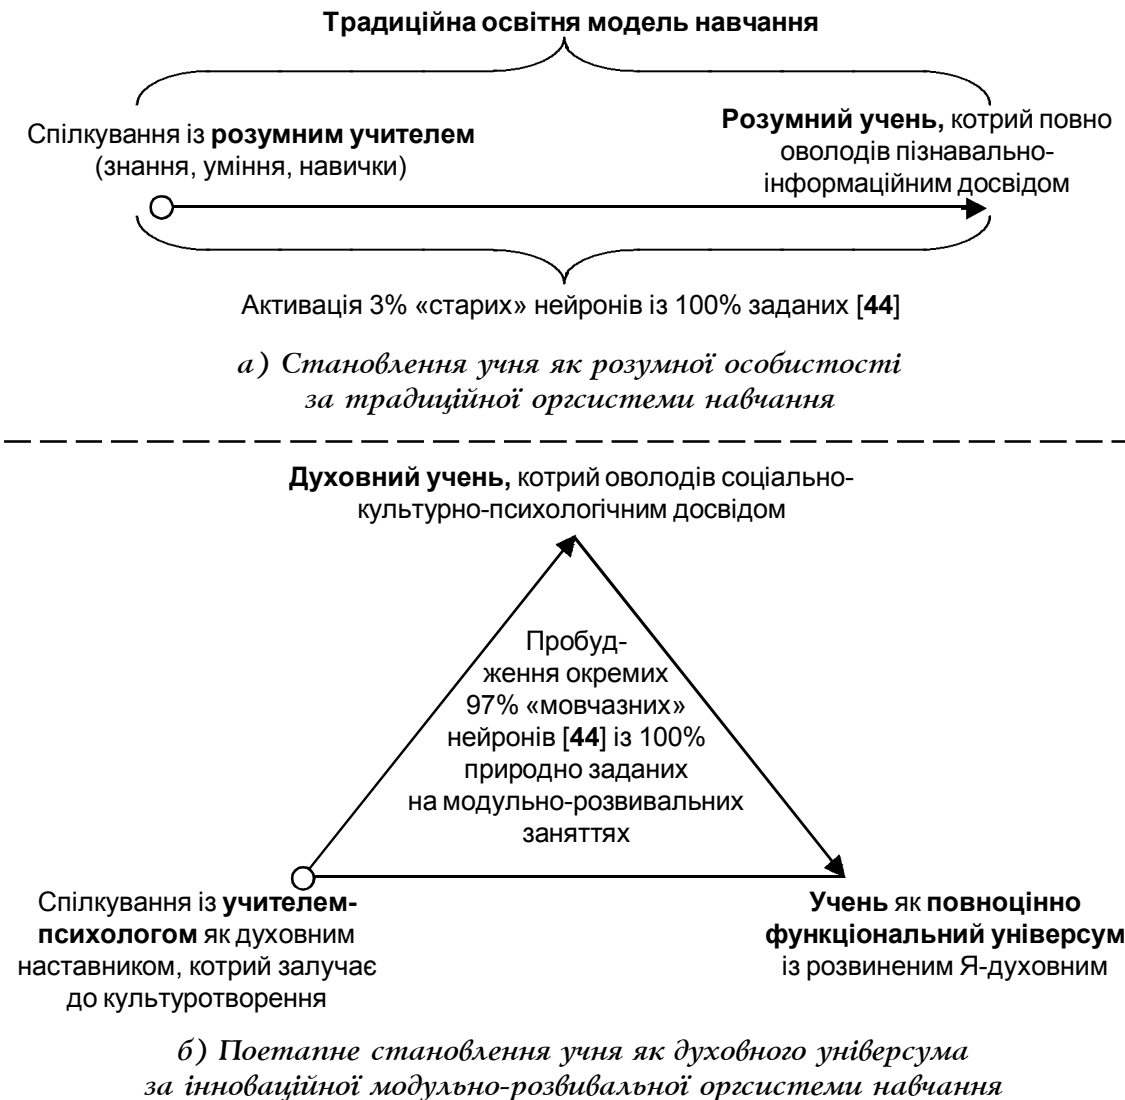 Традиційна освітня модель навчання
Спілкування із розумним учителем
(знання, уміння, навички)
Розумний учень, котрий повно
оволодів пізнавально-
інформаційним досвідом
Активація 3% «старих» нейронів із 100% заданих [44]
а) Становлення учня як розумної особистості
за традиційної оргсистеми навчання
Духовний учень, котрий оволодів соціально-
культурно-психологічним досвідом
Пробуд-
ження окремих
97% «мовчазних»
нейронів [44] із 100%
природно заданих
на модульно-розвивальних
заняттях
Спілкування із учителем-
психологом як духовним
наставником, котрий залучає
до культуротворення
Учень як повноцінно
функціональний універсум
із розвиненим Я-духовним
б) Поетапне становлення учня як духовного універсума
за інноваційної модульно-розвивальної оргсистеми навчання